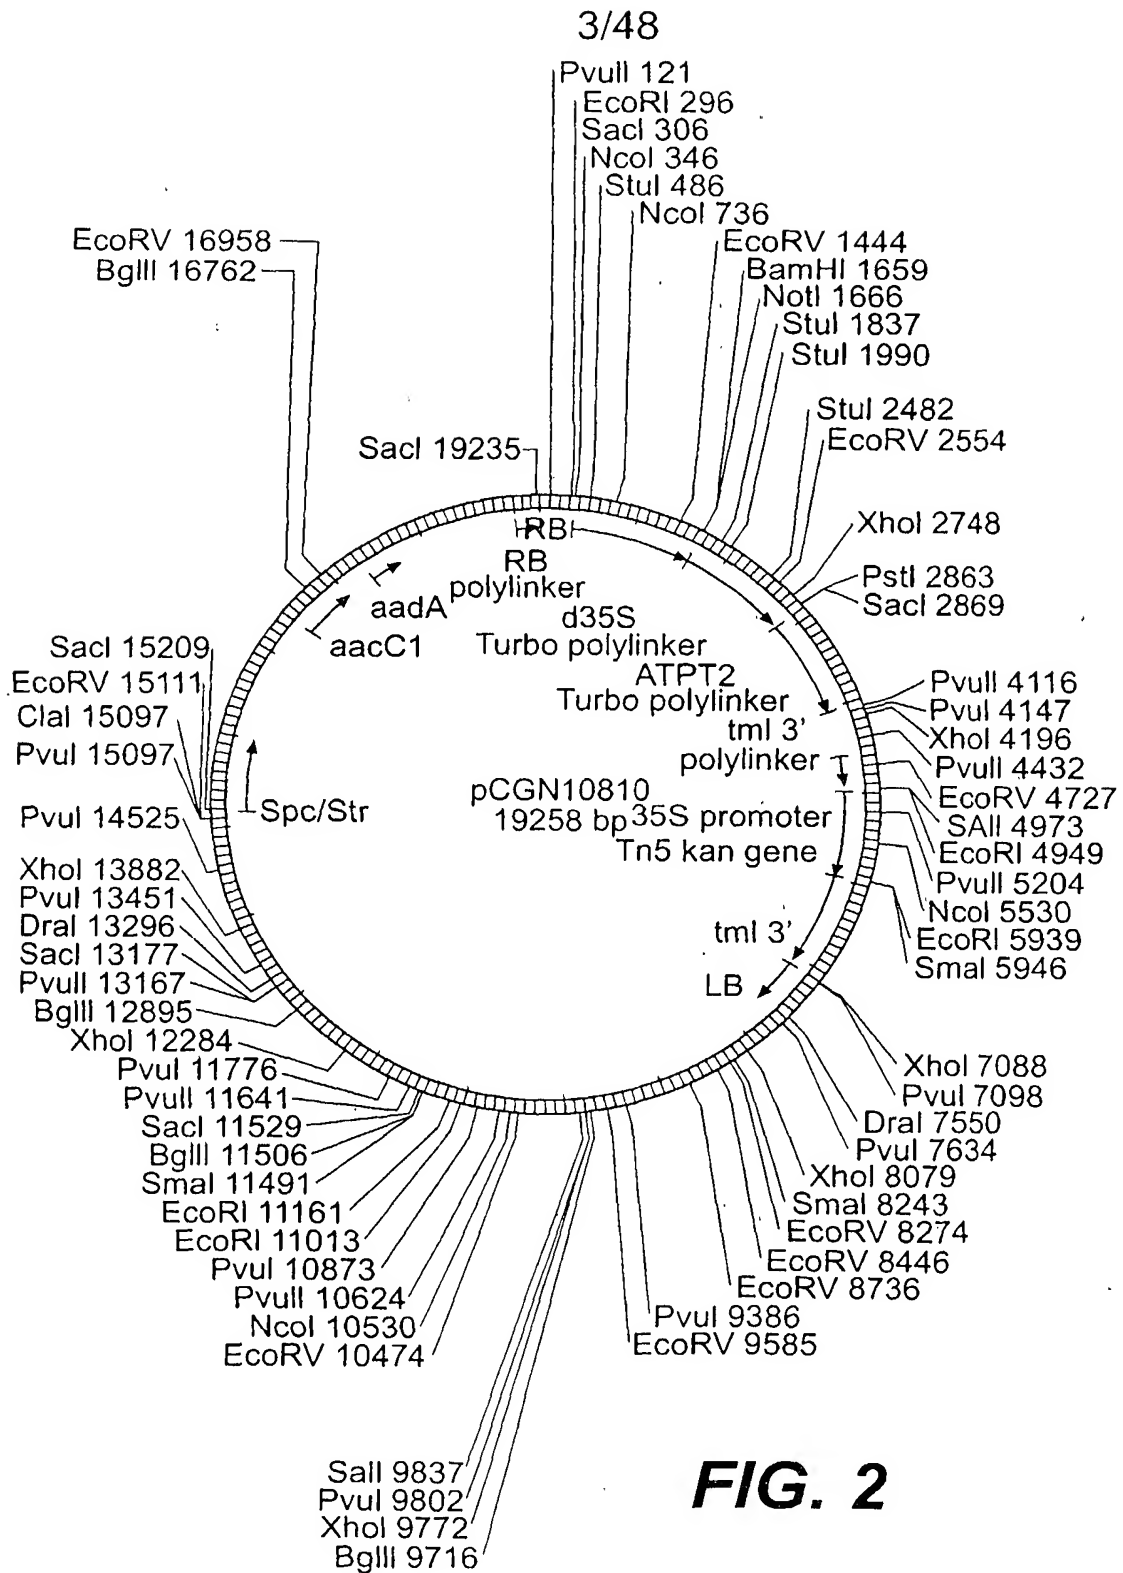 3/48
PvuII 121
EcoRI 296
SacI 306
NcoI 346
StuI 486
NcoI 736
EcoRV 1444
BamHI 1659
NotI 1666
StuI 1837
StuI 1990
StuI 2482
EcoRV 2554
XhoI 2748
PstI 2863
SacI 2869
PvuII 4116
PvuI 4147
XhoI 4196
PvuII 4432
EcoRV 4727
SAlI 4973
EcoRI 4949
PvuII 5204
NcoI 5530
EcoRI 5939
SmaI 5946
XhoI 7088
PvuI 7098
DraI 7550
PvuI 7634
XhoI 8079
SmaI 8243
EcoRV 8274
EcoRV 8446
EcoRV 8736
PvuI 9386
EcoRV 9585
SalI 9837
PvuI 9802
XhoI 9772
BglII 9716
EcoRV 10474
NcoI 10530
PvuII 10624
PvuI 10873
EcoRI 11013
EcoRI 11161
SmaI 11491
BglII 11506
SacI 11529
PvuII 11641
PvuI 11776
XhoI 12284
BglII 12895
PvuII 13167
SacI 13177
DraI 13296
PvuI 13451
XhoI 13882
PvuI 14525
PvuI 15097
ClaI 15097
EcoRV 15111
SacI 15209
BglII 16762
EcoRV 16958
SacI 19235
RB
RB
polylinker
aadA
aacC1
d35S
Turbo polylinker
ATPT2
Turbo polylinker
tml 3’
polylinker
pCGN10810
19258 bp
35S promoter
Tn5 kan gene
Spc/Str
tml 3’
LB
FIG. 2